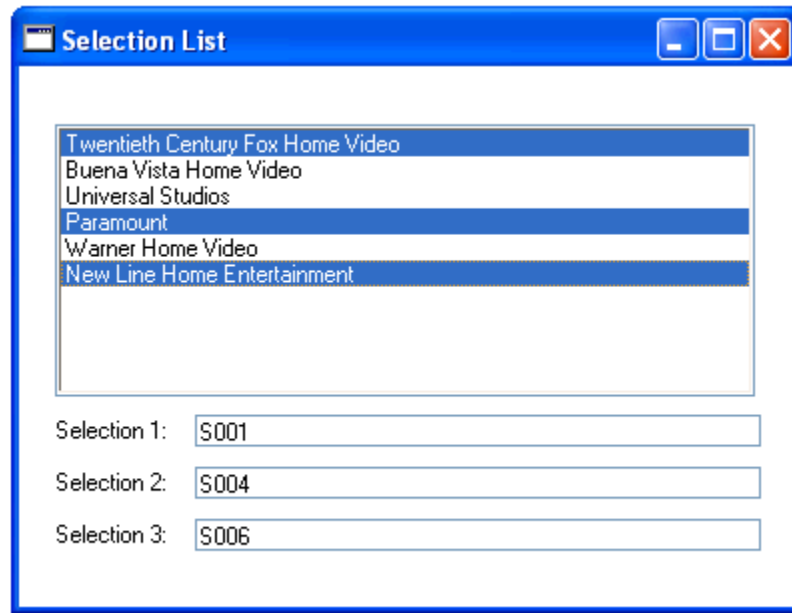 Selection List
Twentieth Century Fox Home Video
Buena Vista Home Video
Universal Studios
Paramount
Warner Home Video
New Line Home Entertainment
Selection 1: S001
Selection 2: S004
Selection 3: S006